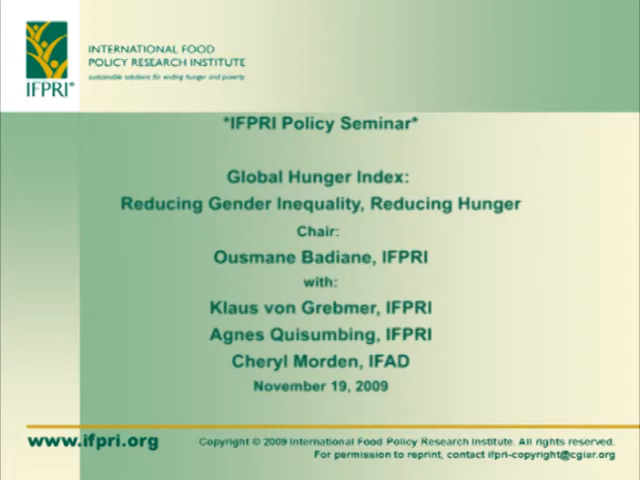 IFPRI®
INTERNATIONAL FOOD
POLICY RESEARCH INSTITUTE
sustainable solutions for ending hunger and poverty
*IFPRI Policy Seminar*
Global Hunger Index:
Reducing Gender Inequality, Reducing Hunger
Chair:
Ousmane Badiane, IFPRI
with:
Klaus von Grebmer, IFPRI
Agnes Quisumbing, IFPRI
Cheryl Morden, IFAD
November 19, 2009
www.ifpri.org
Copyright © 2009 International Food Policy Research Institute. All rights reserved.
For permission to reprint, contact ifpri-copyright@cgiar.org